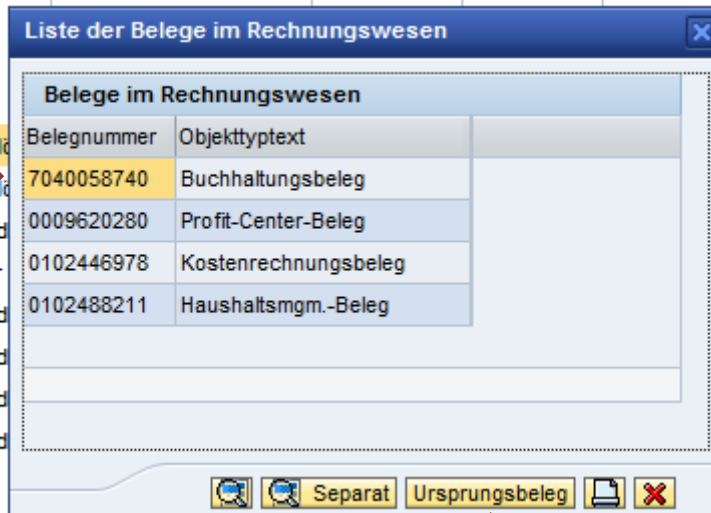 Liste der Belege im Rechnungswesen
Belege im Rechnungswesen
Belegnummer Objekttyptext
7040058740 Buchhaltungsbeleg
0009620280 Profit-Center-Beleg
0102446978 Kostenrechnungsbeleg
0102488211 Haushaltsmgm.-Beleg
Separat Ursprungsbeleg